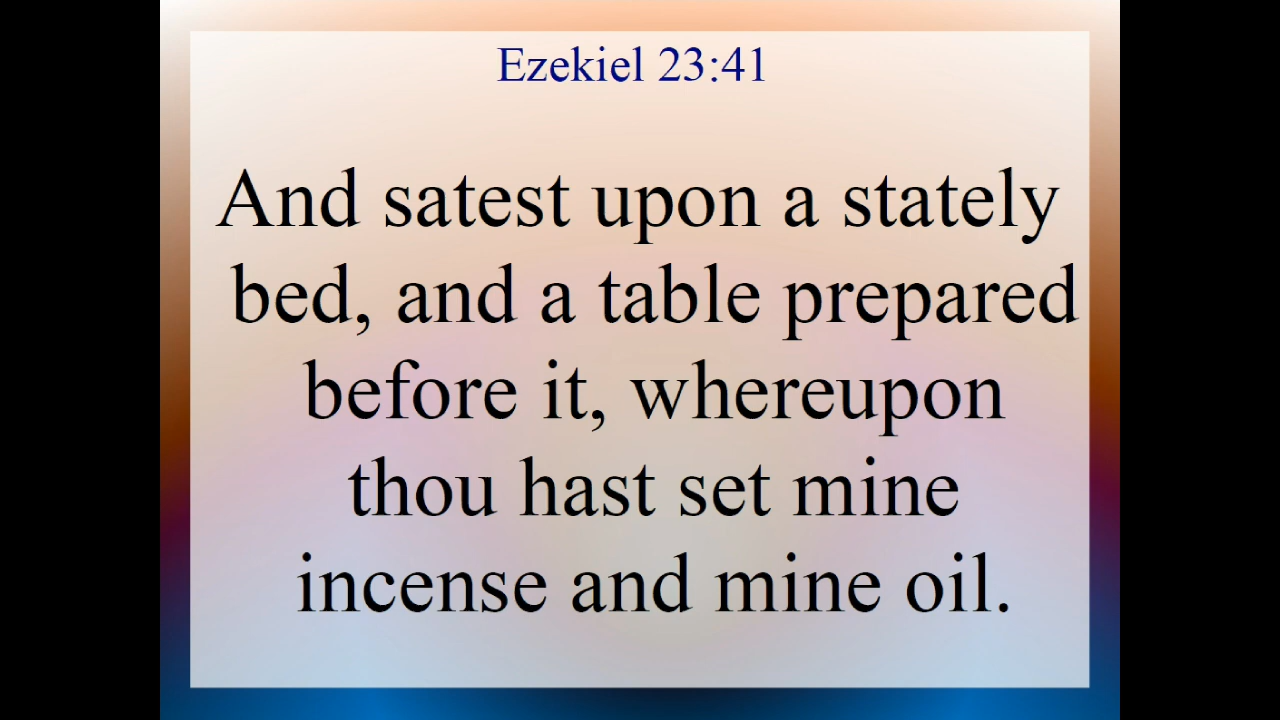 Ezekiel 23:41
And satest upon a stately
bed, and a table prepared
before it, whereupon
thou hast set mine
incense and mine oil.